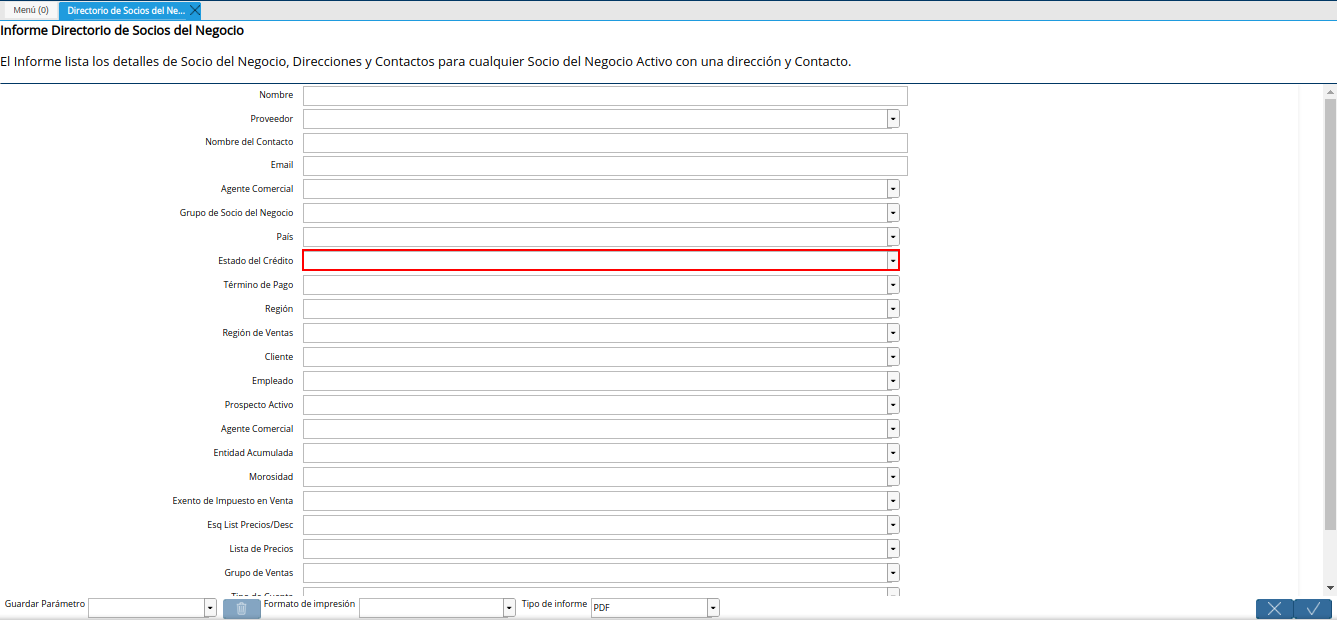 Menú (0)
Directorio de Socios del Ne...
Informe Directorio de Socios del Negocio
El Informe lista los detalles de Socio del Negocio, Direcciones y Contactos para cualquier Socio del Negocio Activo con una dirección y Contacto.
Nombre
Proveedor
Nombre del Contacto
Email
Agente Comercial
Grupo de Socio del Negocio
País
Estado del Crédito
Término de Pago
Región
Región de Ventas
Cliente
Empleado
Prospecto Activo
Agente Comercial
Entidad Acumulada
Morosidad
Exento de Impuesto en Venta
Esq List Precios/Desc
Lista de Precios
Grupo de Ventas
Tipo de Cuenta
Guardar Parámetro
Formato de impresión
Tipo de informe
PDF